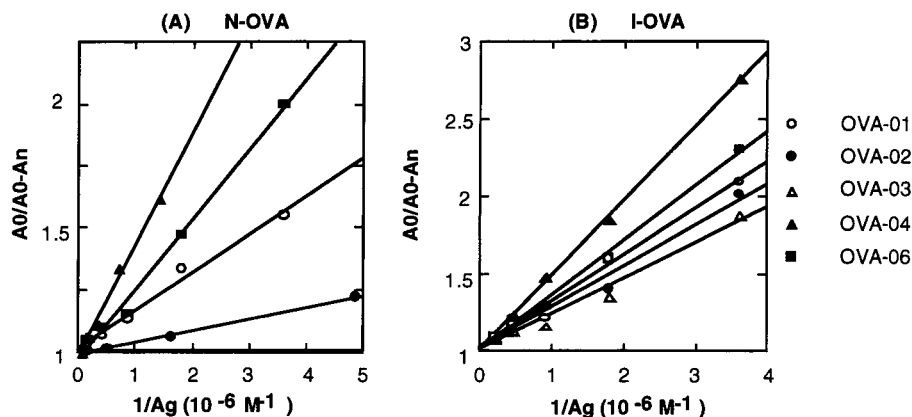 (A) N-OVA
(B) I-OVA
A0/A0-An
2
1.5
1
0 1 2 3 4 5
1/Ag (10 -6 M-1)
A0/A0-An
3
2.5
2
1.5
1
0 1 2 3 4
1/Ag (10 -6 M-1)
OVA-01
OVA-02
OVA-03
OVA-04
OVA-06